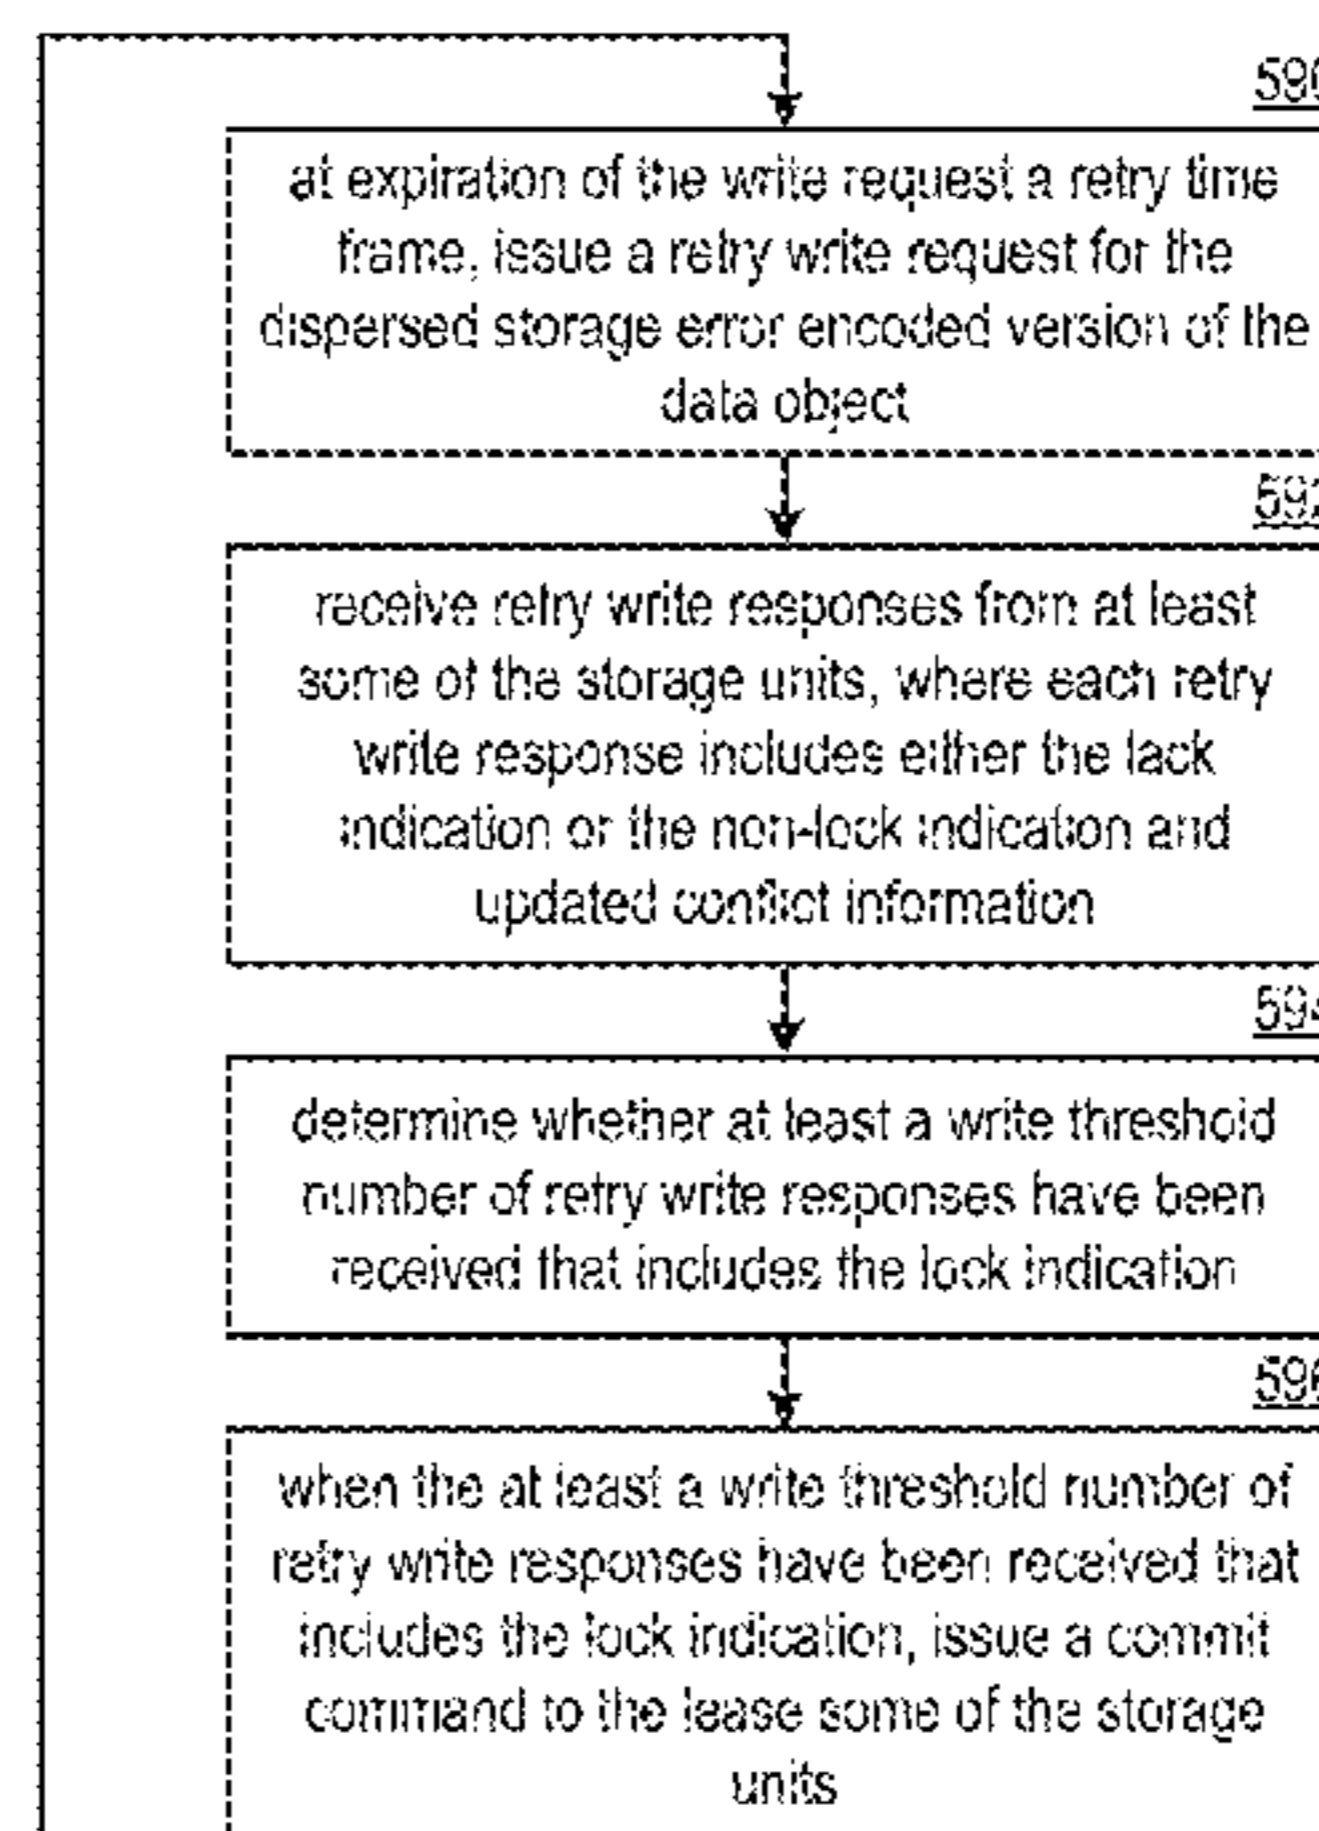 590
at expiration of the write request a retry time
frame, issue a retry write request for the
dispersed storage error encoded version of the
data object
592
receive retry write responses from at least
some of the storage units, where each retry
write response includes either the lack
indication or the non-lock indication and
updated conflict information
594
determine whether at least a write threshold
number of retry write responses have been
received that includes the lock indication
596
when the at least a write threshold number of
retry write responses have been received that
includes the lock indication, issue a commit
command to the lease some of the storage
units